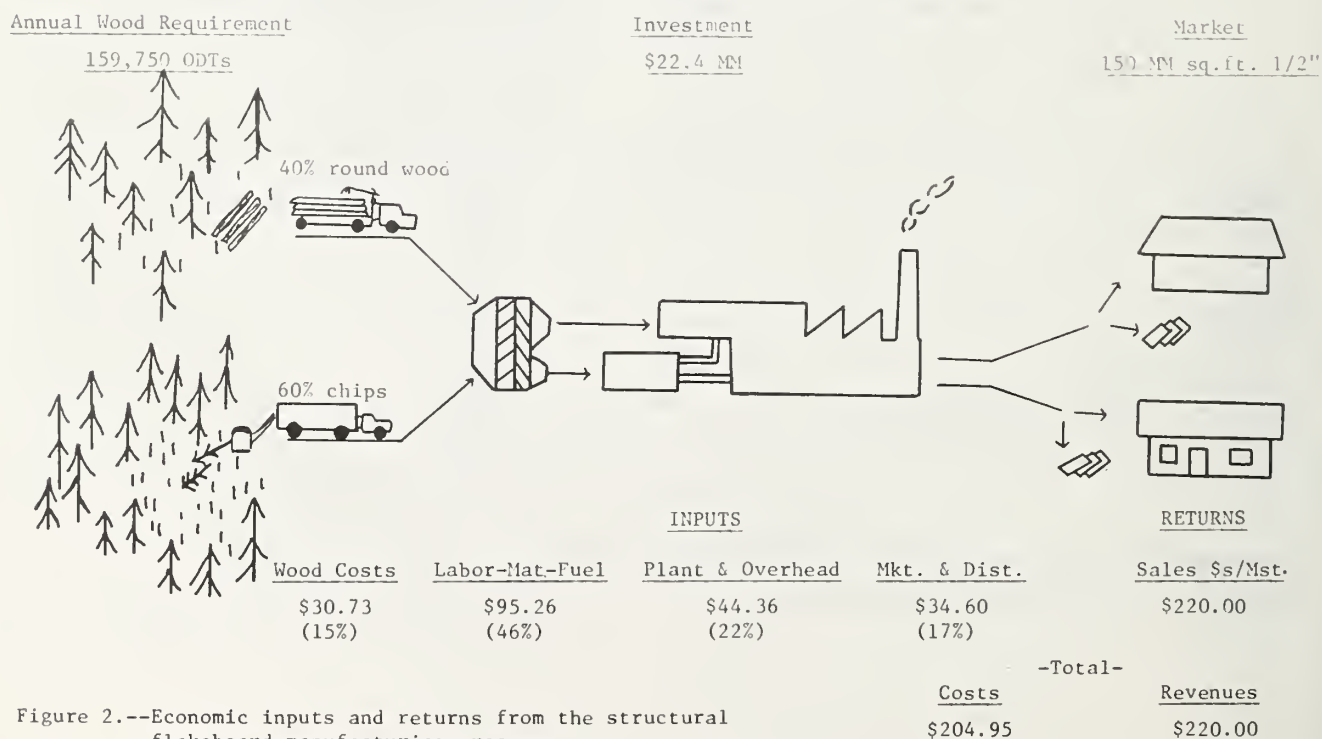 Annual Wood Requirement
159,750 ODTs
Investment
$22.4 MM
Market
150 MM sq.ft. 1/2"
40% round wood
60% chips
INPUTS
RETURNS
Wood Costs Labor-Mat-Fuel Plant & Overhead Mkt. & Dist. Sales $s/Mst.
$30.73 $95.26 $44.36 $34.60 $220.00
(15%) (46%) (22%) (17%)
-Total-
Costs Revenues
$204.95 $220.00
Figure 2.--Economic inputs and returns from the structural